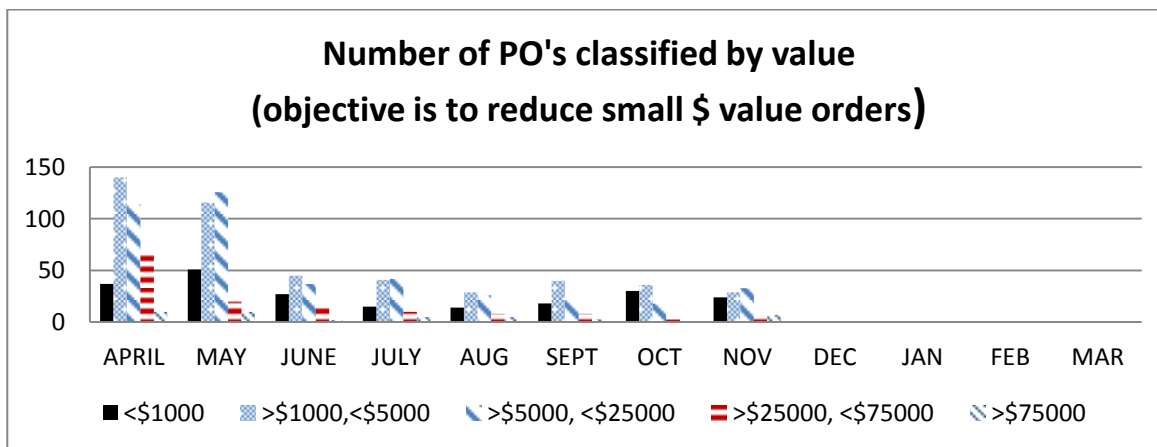 Number of PO's classified by value
(objective is to reduce small $ value orders)
150
100
50
0
APRIL MAY JUNE JULY AUG SEPT OCT NOV DEC JAN FEB MAR
<$1000 >$1000,<$5000 >$5000, <$25000 >$25000, <$75000 >$75000